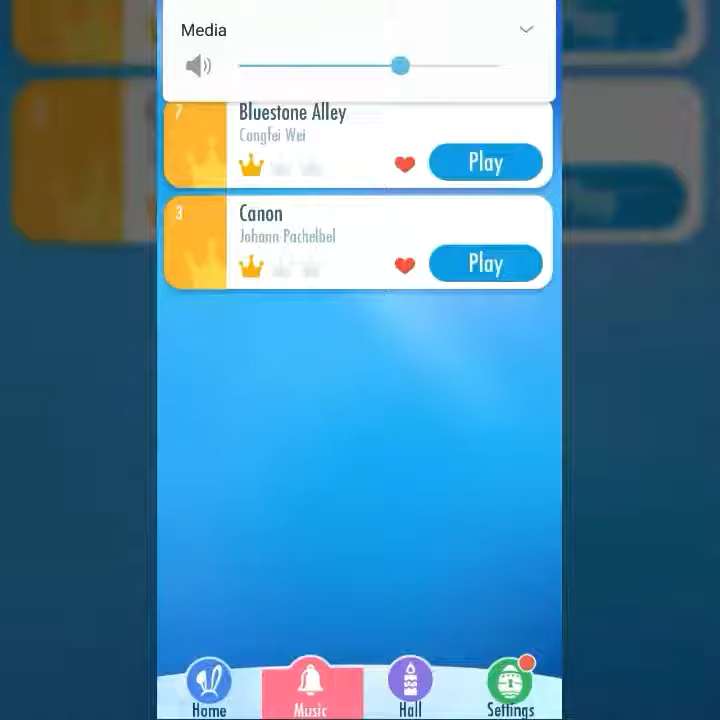 Media
7
Bluestone Alley
Congfei Wei
Play
3
Canon
Johann Pachelbel
Play
Home
Music
Hall
Settings